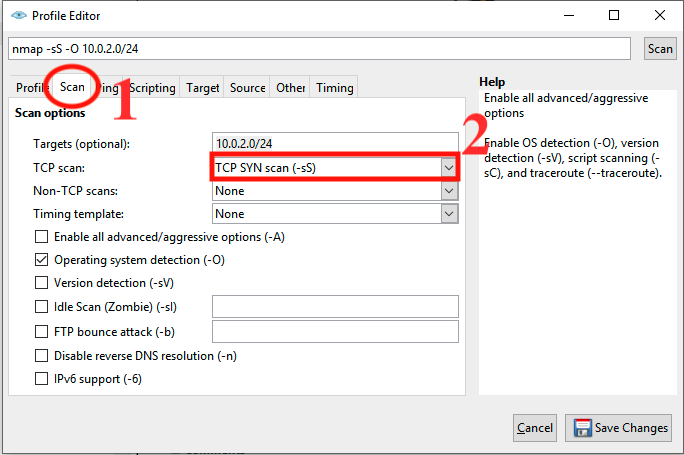 Profile Editor
nmap -sS -O 10.0.2.0/24
Scan
Profile Scan Ping Scripting Target Source Other Timing
1
Scan options
Targets (optional): 10.0.2.0/24
TCP scan: TCP SYN scan (-sS)
2
Non-TCP scans: None
Timing template: None
Enable all advanced/aggressive options (-A)
Operating system detection (-O)
Version detection (-sV)
Idle Scan (Zombie) (-sI)
FTP bounce attack (-b)
Disable reverse DNS resolution (-n)
IPv6 support (-6)
Help
Enable all advanced/aggressive
options
Enable OS detection (-O), version
detection (-sV), script scanning (-
sC), and traceroute (--traceroute).
Cancel
Save Changes